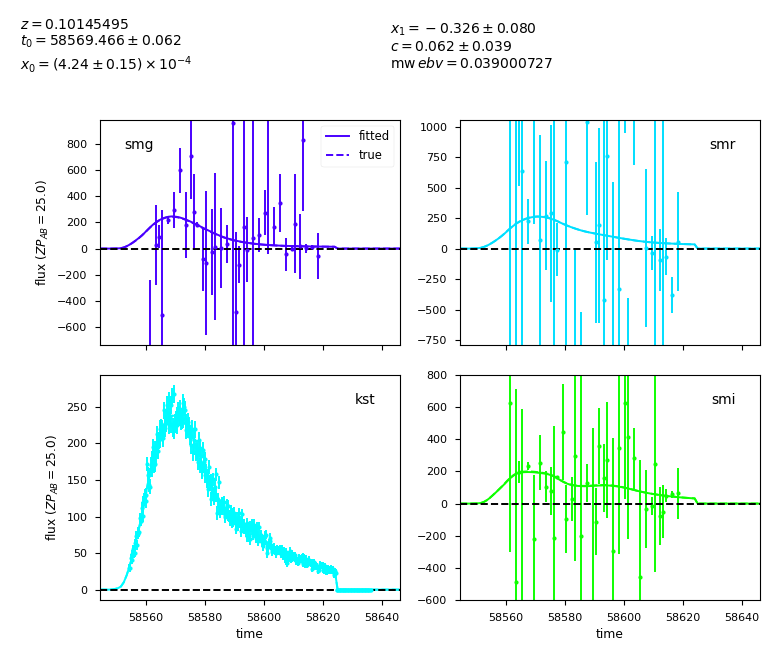 z = 0.10145495
t₀ = 58569.466 ± 0.062
x₀ = (4.24 ± 0.15) × 10⁻⁴
x₁ = −0.326 ± 0.080
c = 0.062 ± 0.039
mw ebv = 0.039000727
smg
fitted
true
flux (ZP_AB = 25.0)
800
600
400
200
0
−200
−400
−600
smr
1000
750
500
250
0
−250
−500
−750
kst
flux (ZP_AB = 25.0)
250
200
150
100
50
0
58560 58580 58600 58620 58640
time
smi
800
600
400
200
0
−200
−400
−600
58560 58580 58600 58620 58640
time